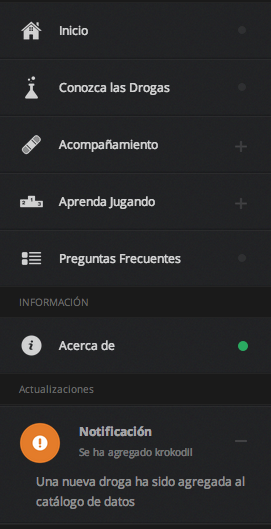 Inicio
Conozca las Drogas
Acompañamiento
Aprenda Jugando
Preguntas Frecuentes
INFORMACIÓN
Acerca de
Actualizaciones
Notificación
Se ha agregado krokodil
Una nueva droga ha sido agregada al
catálogo de datos